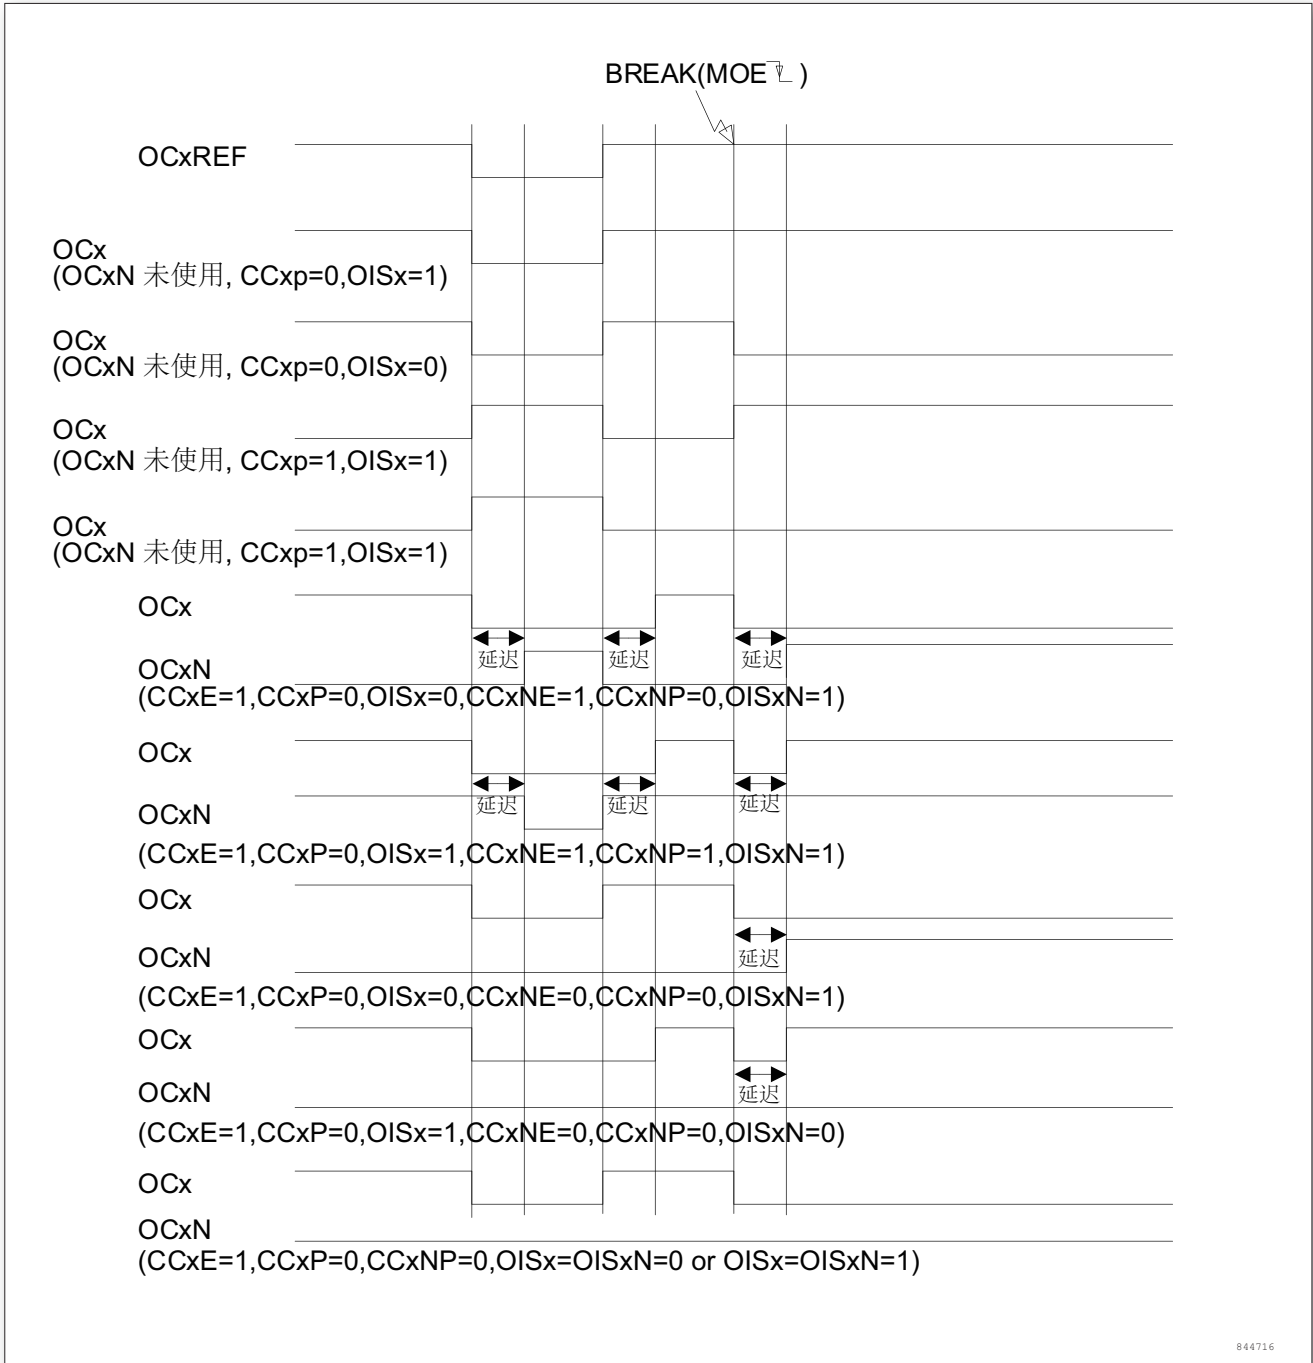 BREAK(MOE )
OCxREF
OCx
(OCxN 未使用, CCxp=0,OISx=1)
OCx
(OCxN 未使用, CCxp=0,OISx=0)
OCx
(OCxN 未使用, CCxp=1,OISx=1)
OCx
(OCxN 未使用, CCxp=1,OISx=1)
OCx
延迟 延迟 延迟
OCxN
(CCxE=1,CCxP=0,OISx=0,CCxNE=1,CCxNP=0,OISxN=1)
OCx
延迟 延迟 延迟
OCxN
(CCxE=1,CCxP=0,OISx=1,CCxNE=1,CCxNP=1,OISxN=1)
OCx
OCxN 延迟
(CCxE=1,CCxP=0,OISx=0,CCxNE=0,CCxNP=0,OISxN=1)
OCx
OCxN 延迟
(CCxE=1,CCxP=0,OISx=1,CCxNE=0,CCxNP=0,OISxN=0)
OCx
OCxN
(CCxE=1,CCxP=0,CCxNP=0,OISx=OISxN=0 or OISx=OISxN=1)
844716